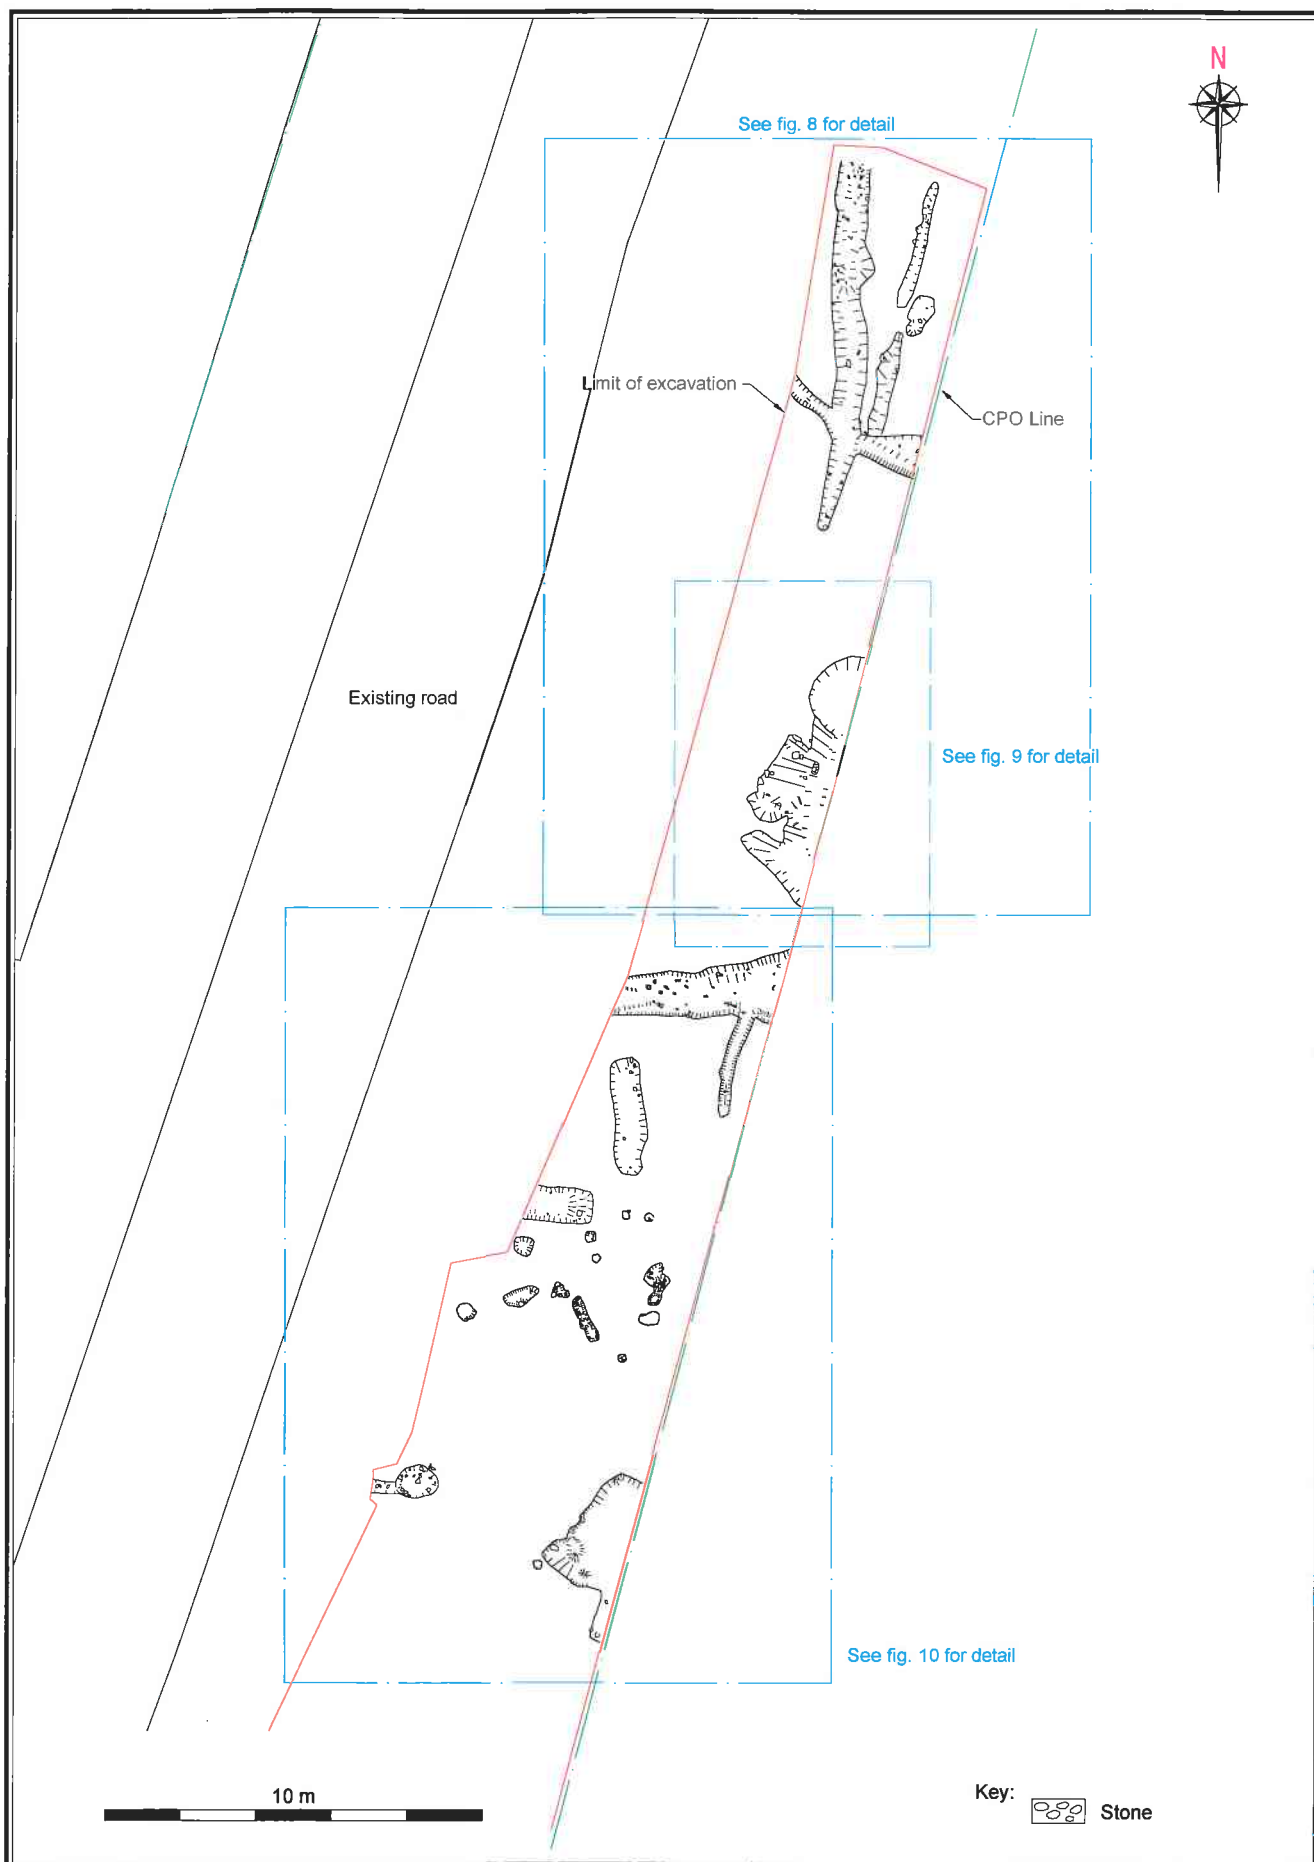 N
See fig. 8 for detail
Limit of excavation
CPO Line
Existing road
See fig. 9 for detail
See fig. 10 for detail
10 m
Key:
Stone